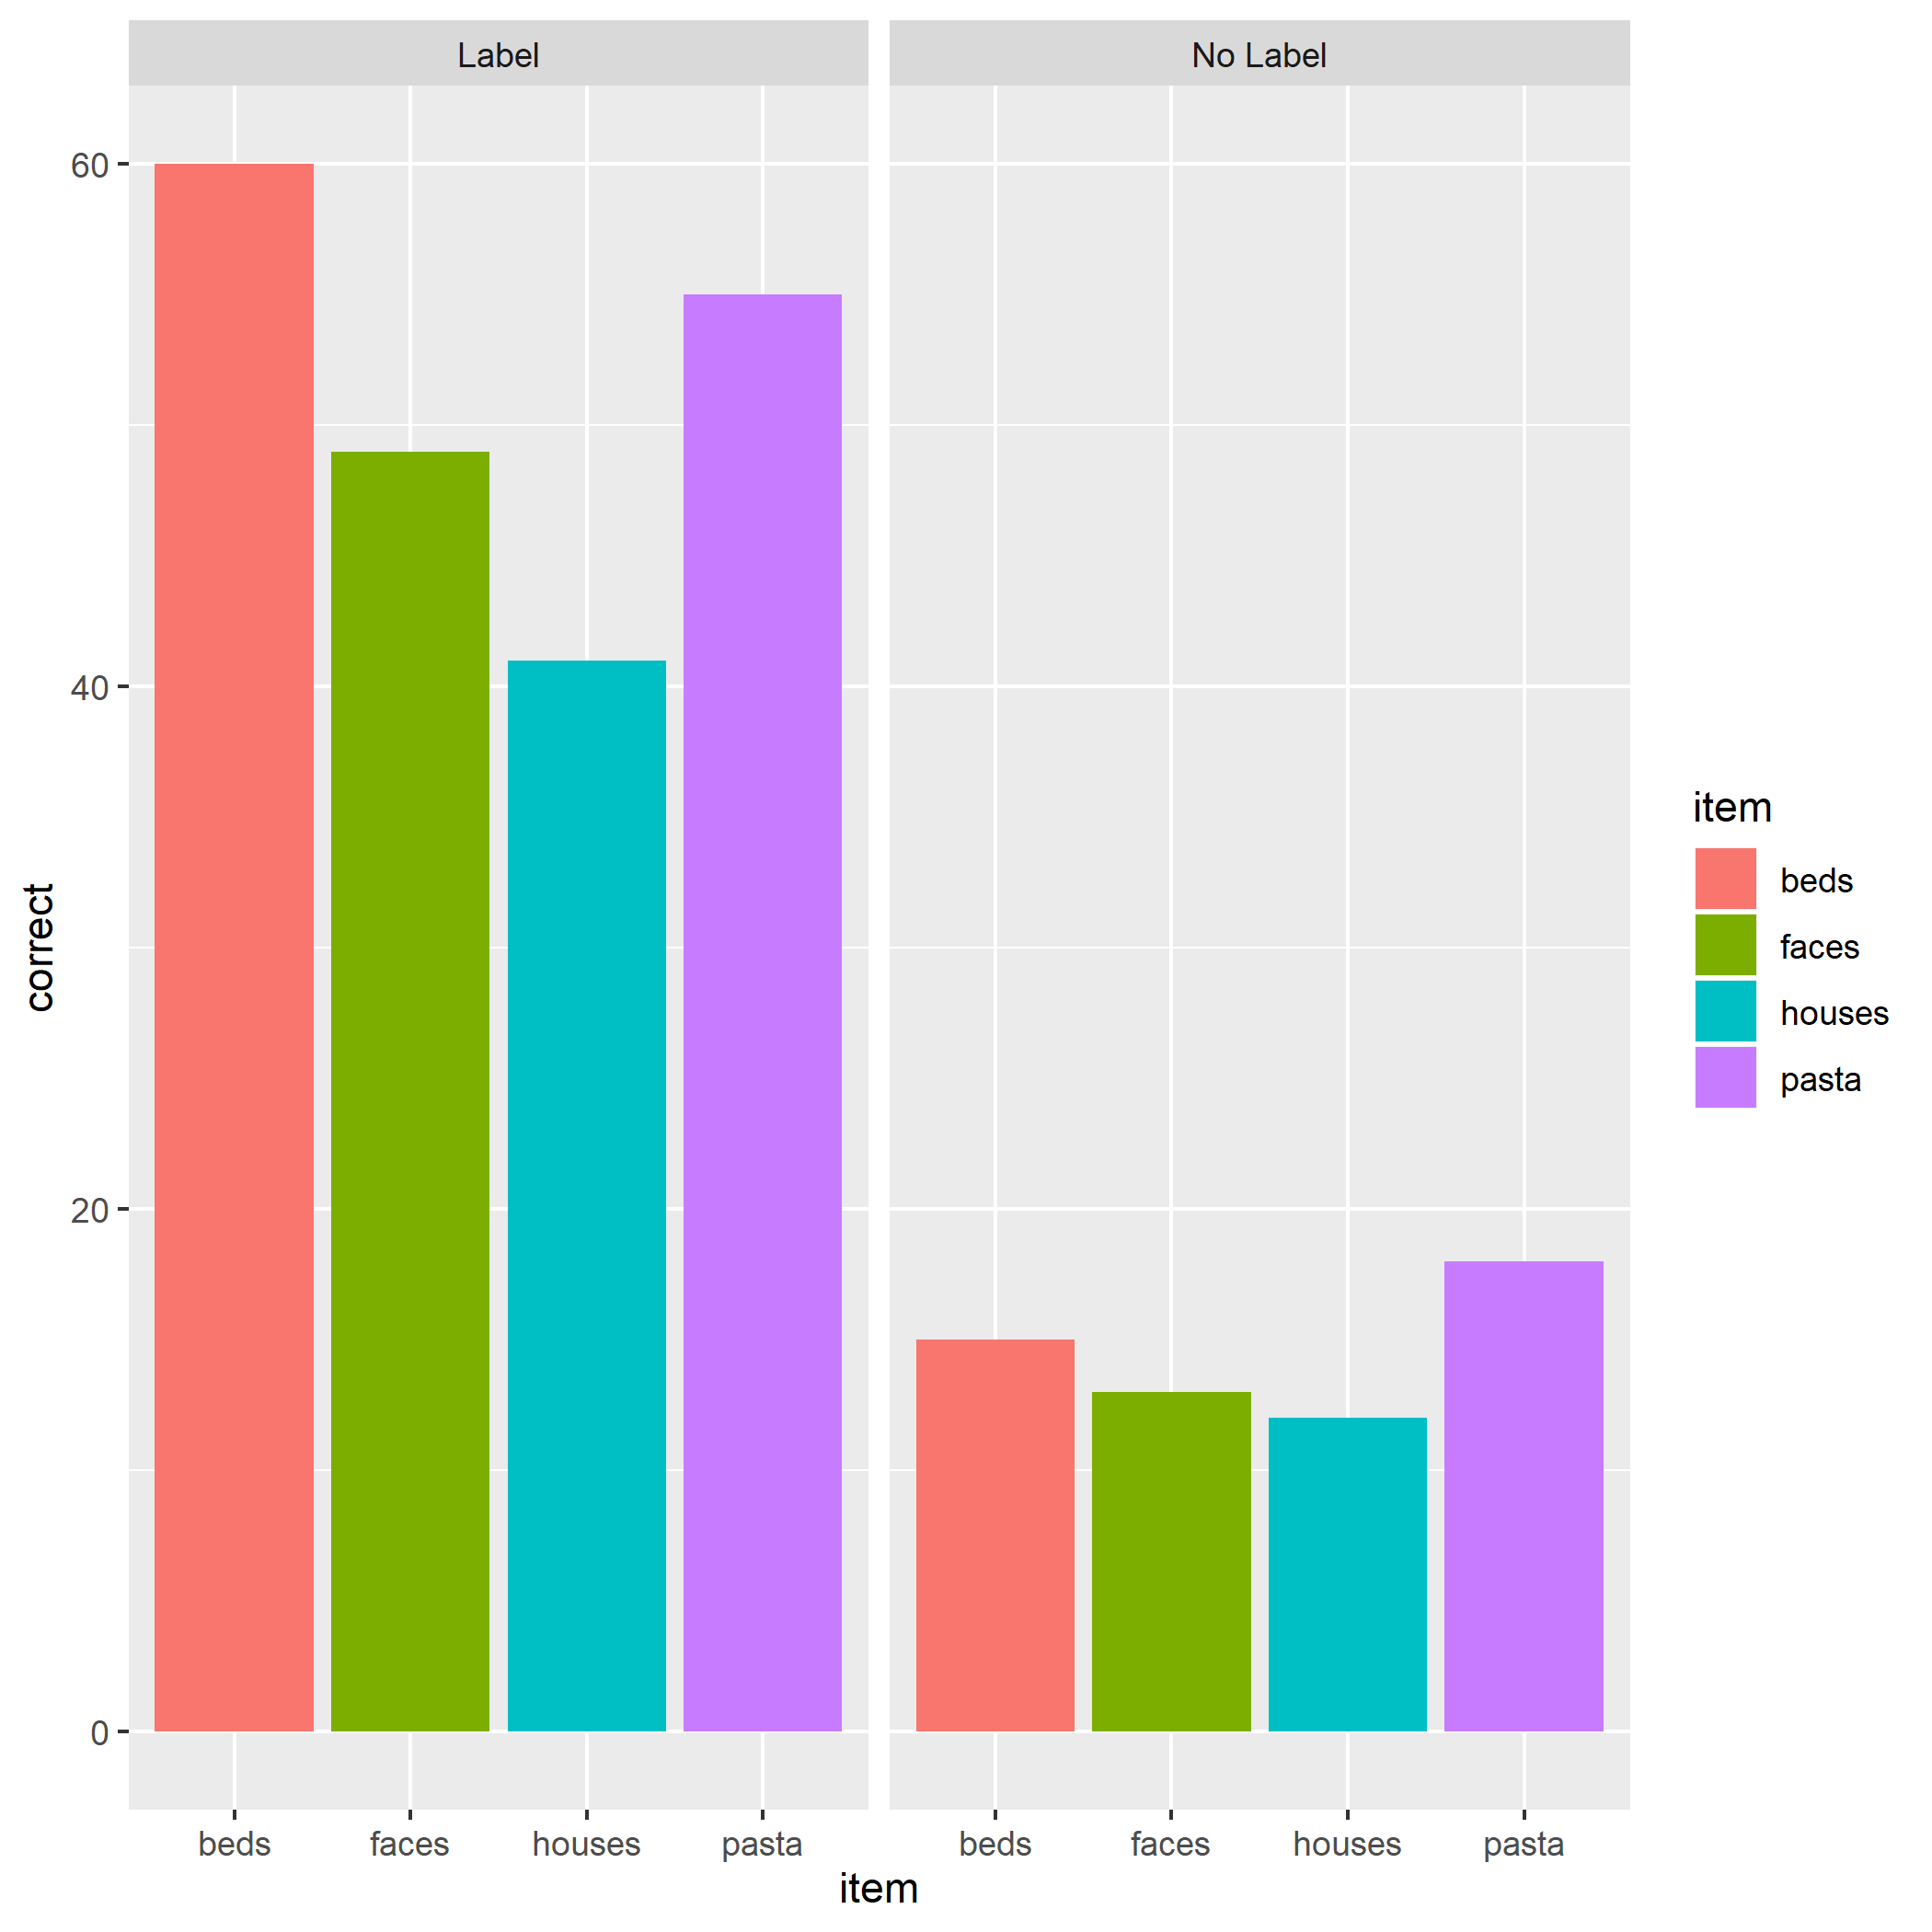 Label
No Label
60
40
20
0
correct
beds faces houses pasta
beds faces houses pasta
item
item
beds
faces
houses
pasta